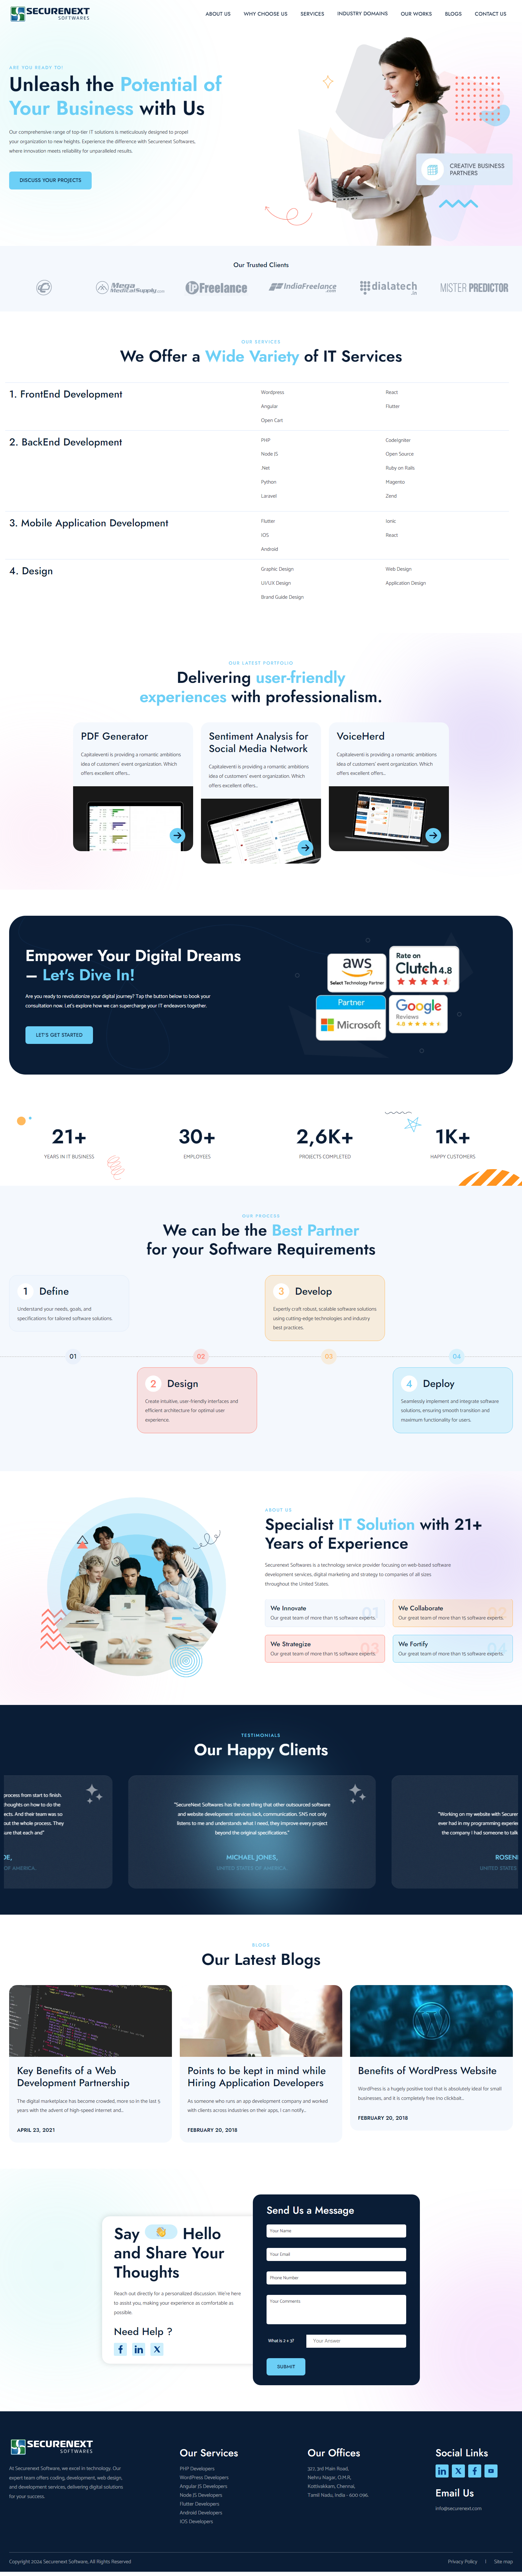 SECURENEXT
SOFTWARES
ABOUT US WHY CHOOSE US SERVICES INDUSTRY DOMAINS OUR WORKS BLOGS CONTACT US
ARE YOU READY TO!
Unleash the Potential of
Your Business with Us
Our comprehensive range of top-tier IT solutions is meticulously designed to propel
your organization to new heights. Experience the difference with Securenext Softwares,
where innovation meets reliability for unparalleled results.
DISCUSS YOUR PROJECTS
CREATIVE BUSINESS
PARTNERS
Our Trusted Clients
Mega
MedicalSupply.com
Freelance
IndiaFreelance
.com
dialatech
.in
MISTER PREDICTOR
OUR SERVICES
We Offer a Wide Variety of IT Services
1. FrontEnd Development
Wordpress React
Angular Flutter
Open Cart
2. BackEnd Development
PHP CodeIgniter
Node JS Open Source
.Net Ruby on Rails
Python Magento
Laravel Zend
3. Mobile Application Development
Flutter Ionic
IOS React
Android
4. Design
Graphic Design Web Design
UI/UX Design Application Design
Brand Guide Design
OUR LATEST PORTFOLIO
Delivering user-friendly
experiences with professionalism.
PDF Generator
Capitaleventi is providing a romantic ambitions
idea of customers' event organization. Which
offers excellent offers...
Sentiment Analysis for
Social Media Network
Capitaleventi is providing a romantic ambitions
idea of customers' event organization. Which
offers excellent offers...
VoiceHerd
Capitaleventi is providing a romantic ambitions
idea of customers' event organization. Which
offers excellent offers...
Empower Your Digital Dreams
– Let's Dive In!
Are you ready to revolutionize your digital journey? Tap the button below to book your
consultation now. Let's explore how we can supercharge your IT endeavors together.
LET'S GET STARTED
aws
Select Technology Partner
Rate on
Clutch 4.8
Partner
Microsoft
Google
Reviews
4.8
21+ 30+ 2,6K+ 1K+
YEARS IN IT BUSINESS EMPLOYEES PROJECTS COMPLETED HAPPY CUSTOMERS
OUR PROCESS
We can be the Best Partner
for your Software Requirements
1 Define
Understand your needs, goals, and
specifications for tailored software solutions.
3 Develop
Expertly craft robust, scalable software solutions
using cutting-edge technologies and industry
best practices.
01 02 03 04
2 Design
Create intuitive, user-friendly interfaces and
efficient architecture for optimal user
experience.
4 Deploy
Seamlessly implement and integrate software
solutions, ensuring smooth transition and
maximum functionality for users.
ABOUT US
Specialist IT Solution with 21+
Years of Experience
Securenext Softwares is a technology service provider focusing on web-based software
development services, digital marketing and strategy to companies of all sizes
throughout the United States.
We Innovate 01
Our great team of more than 15 software experts.
We Collaborate 02
Our great team of more than 15 software experts.
We Strategize 03
Our great team of more than 15 software experts.
We Fortify 04
Our great team of more than 15 software experts.
TESTIMONIALS
Our Happy Clients
process from start to finish.
houghts on how to do the
ects. And their team was so
out the whole process. They
ure that each and"
DE,
OF AMERICA.
"SecureNext Softwares has the one thing that other outsourced software
and website development services lack, communication. SNS not only
listens to me and understands what I need, they improve every project
beyond the original specifications."
MICHAEL JONES,
UNITED STATES OF AMERICA
"Working on my website with Securen
ever had in my programming experie
the company I had someone to talk
ROSENI
UNITED STATES
BLOGS
Our Latest Blogs
Key Benefits of a Web
Development Partnership
The digital marketplace has become crowded, more so in the last 15
years with the advent of high-speed internet and...
APRIL 23, 2021
Points to be kept in mind while
Hiring Application Developers
As someone who runs an app development company and worked
with clients across industries on their apps, I can notify...
FEBRUARY 20, 2018
Benefits of WordPress Website
WordPress is a hugely positive tool that is absolutely ideal for small
businesses, and it is completely free (no clickbait...
FEBRUARY 20, 2018
Say Hello
and Share Your
Thoughts
Reach out directly for a personalized discussion. We're here
to assist you, making your experience as comfortable as
possible.
Need Help ?
Send Us a Message
Your Name
Your Email
Phone Number
Your Comments
What is 2 + 3? Your Answer
SUBMIT
SECURENEXT
SOFTWARES
At Securenext Software, we excel in technology. Our
expert team offers coding, development, web design,
and development services, delivering digital solutions
for your success.
Our Services
PHP Developers
WordPress Developers
Angular JS Developers
Node JS Developers
Flutter Developers
Android Developers
IOS Developers
Our Offices
327, 3rd Main Road,
Nehru Nagar, O.M.R,
Kottivakkam, Chennai,
Tamil Nadu, India - 600 096.
Social Links
Email Us
info@securenext.com
Copyright 2024 Securenext Software, All Rights Reserved
Privacy Policy | Site map